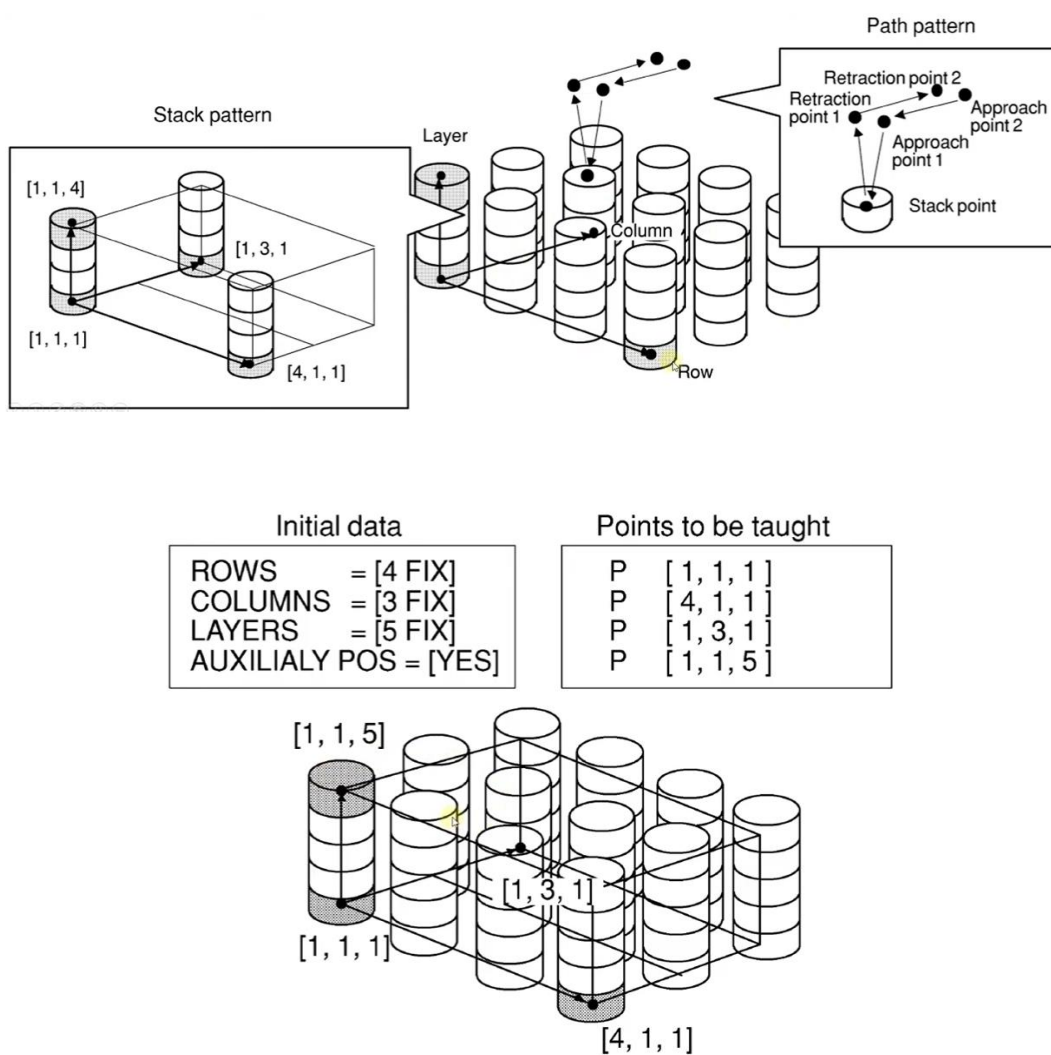 Path pattern
Retraction point 2
Retraction
point 1
Approach
point 2
Approach
point 1
Stack point
Stack pattern
Layer
[1, 1, 4]
[1, 3, 1
[1, 1, 1]
[4, 1, 1]
Column
Row
Initial data
ROWS = [4 FIX]
COLUMNS = [3 FIX]
LAYERS = [5 FIX]
AUXILIALY POS = [YES]
Points to be taught
P [ 1, 1, 1 ]
P [ 4, 1, 1 ]
P [ 1, 3, 1 ]
P [ 1, 1, 5 ]
[1, 1, 5]
[1, 3, 1]
[1, 1, 1]
[4, 1, 1]